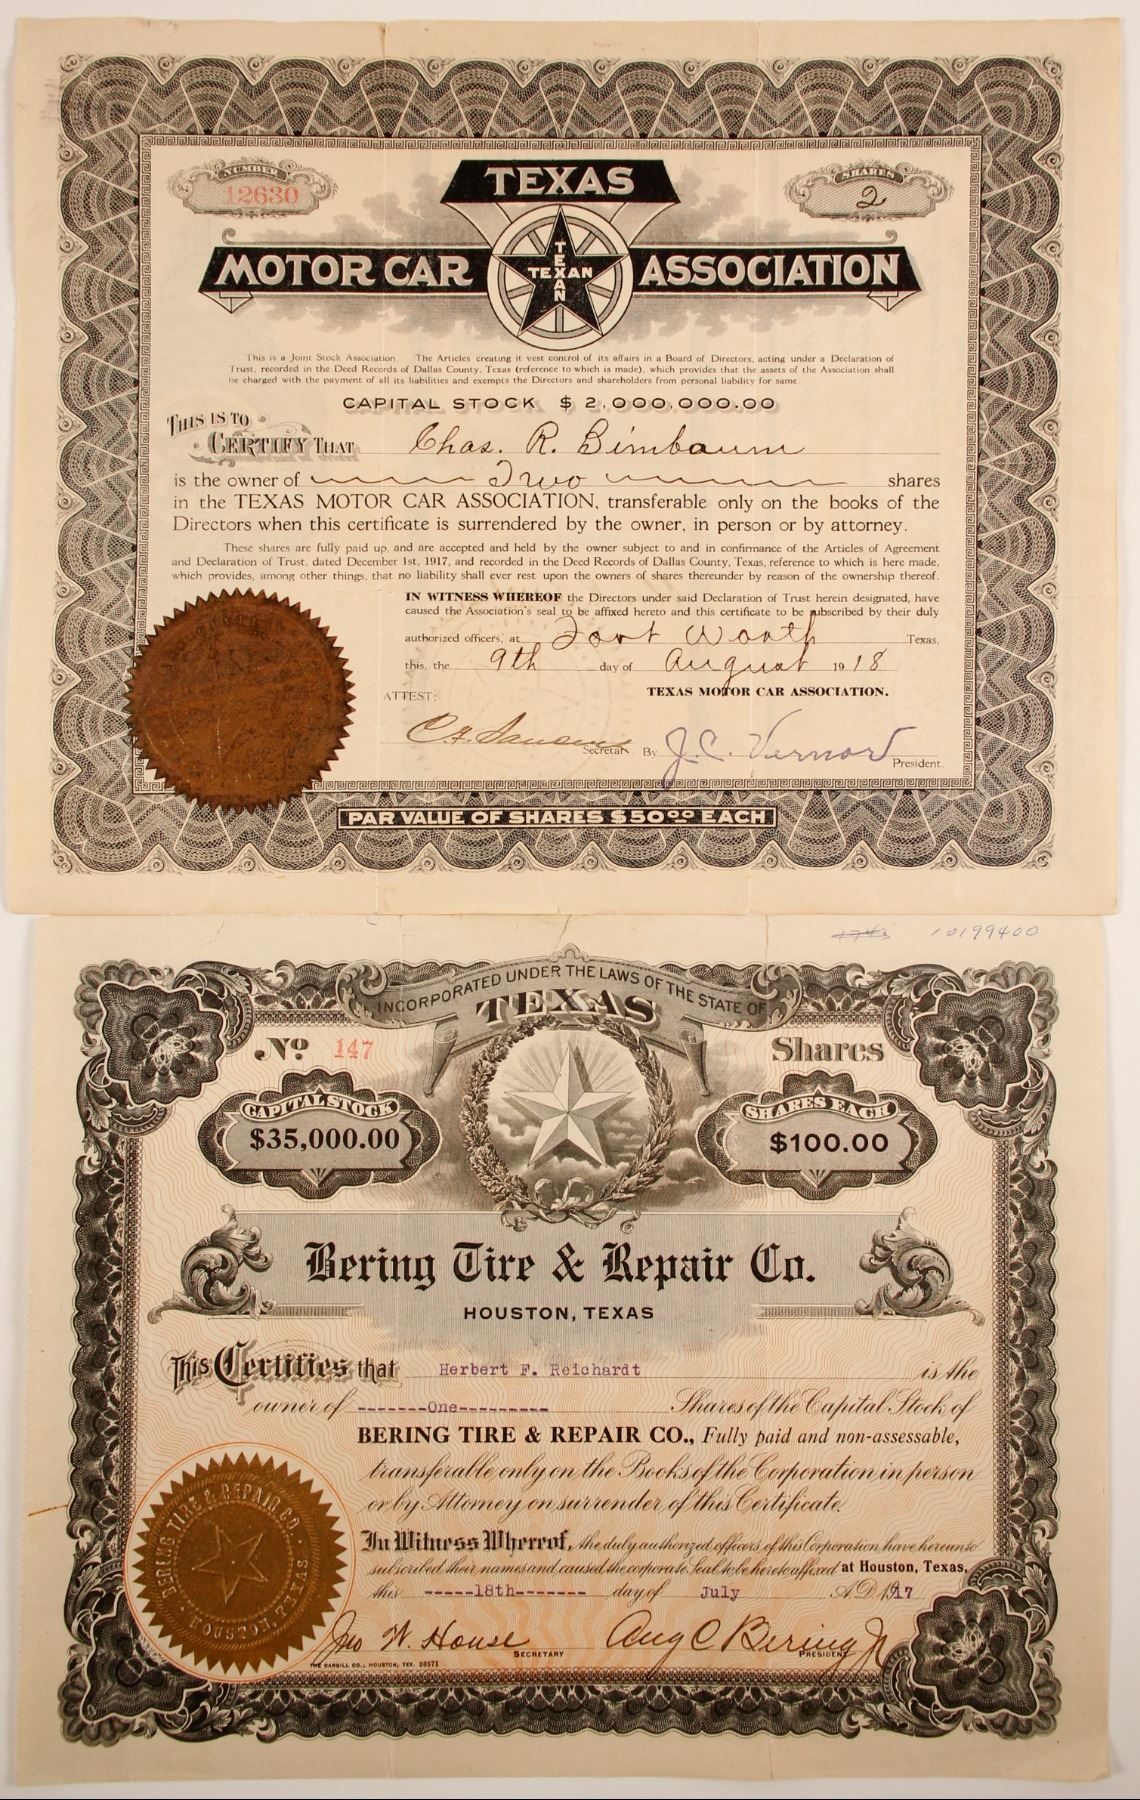 NUMBER
12630
SHARES
2
TEXAS
MOTOR CAR ASSOCIATION
TEXAN
TEXAN
This is a Joint Stock Association. The Articles creating it vest control of its affairs in a Board of Directors, acting under a Declaration of
Trust, recorded in the Deed Records of Dallas County, Texas (reference to which is made), which provides that the assets of the Association shall
be charged with the payment of all its liabilities and exempts the Directors and shareholders from personal liability for same.
CAPITAL STOCK $ 2,000,000.00
THIS IS TO
CERTIFY THAT Chas. R. Birnbaum
is the owner of Two shares
in the TEXAS MOTOR CAR ASSOCIATION, transferable only on the books of the
Directors when this certificate is surrendered by the owner, in person or by attorney.
These shares are fully paid up, and are accepted and held by the owner subject to and in confirmance of the Articles of Agreement
and Declaration of Trust, dated December 1st, 1917, and recorded in the Deed Records of Dallas County, Texas, reference to which is here made,
which provides, among other things, that no liability shall ever rest upon the owners of shares thereunder by reason of the ownership thereof.
IN WITNESS WHEREOF the Directors under said Declaration of Trust herein designated, have
caused the Association's seal to be affixed hereto and this certificate to be subscribed by their duly
authorized officers, at Fort Worth Texas,
this, the 9th day of August 1918
ATTEST:
TEXAS MOTOR CAR ASSOCIATION.
Secretary. By J. C. Vernor
President.
PAR VALUE OF SHARES $50.00 EACH
10199400
INCORPORATED UNDER THE LAWS OF THE STATE OF
TEXAS
No 147
Shares
CAPITAL STOCK
$35,000.00
SHARES EACH
$100.00
Bering Tire & Repair Co.
HOUSTON, TEXAS
This Certifies that Herbert F. Reichardt is the
owner of -------One--------- Shares of the Capital Stock of
BERING TIRE & REPAIR CO., Fully paid and non-assessable,
transferable only on the Books of the Corporation in person
or by Attorney on surrender of this Certificate.
In Witness Whereof, the duly authorized officers of this Corporation have hereunto
subscribed their names and caused the corporate Seal to be hereto affixed at Houston, Texas,
this -----18th------- day of July A.D. 1917
Jno W. House Aug C Bering Jr
SECRETARY PRESIDENT
THE CARGILL CO., HOUSTON, TEX. 20571
BERING TIRE & REPAIR CO.
HOUSTON, TEXAS.